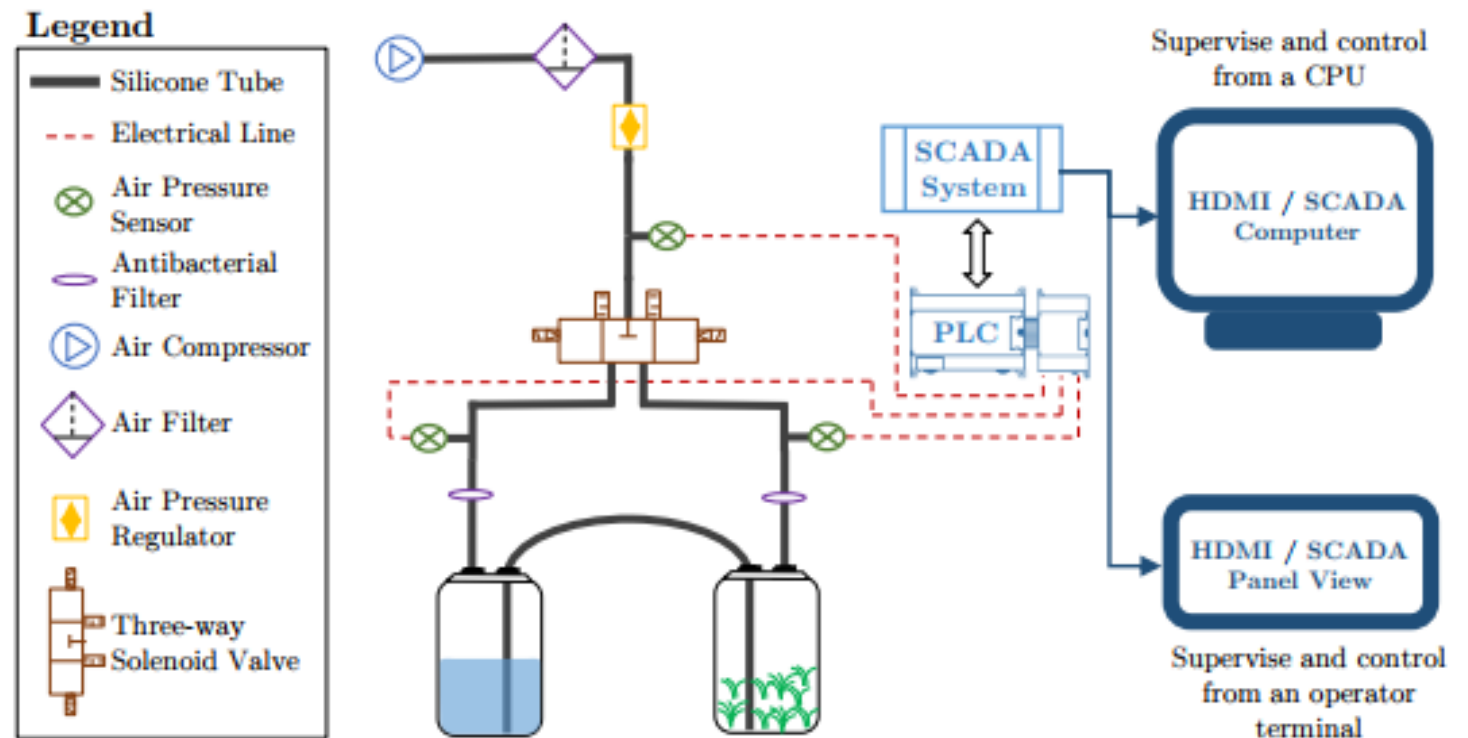 Legend
Silicone Tube
Electrical Line
Air Pressure
Sensor
Antibacterial
Filter
Air Compressor
Air Filter
Air Pressure
Regulator
Three-way
Solenoid Valve
SCADA
System
PLC
Supervise and control
from a CPU
HDMI / SCADA
Computer
HDMI / SCADA
Panel View
Supervise and control
from an operator
terminal